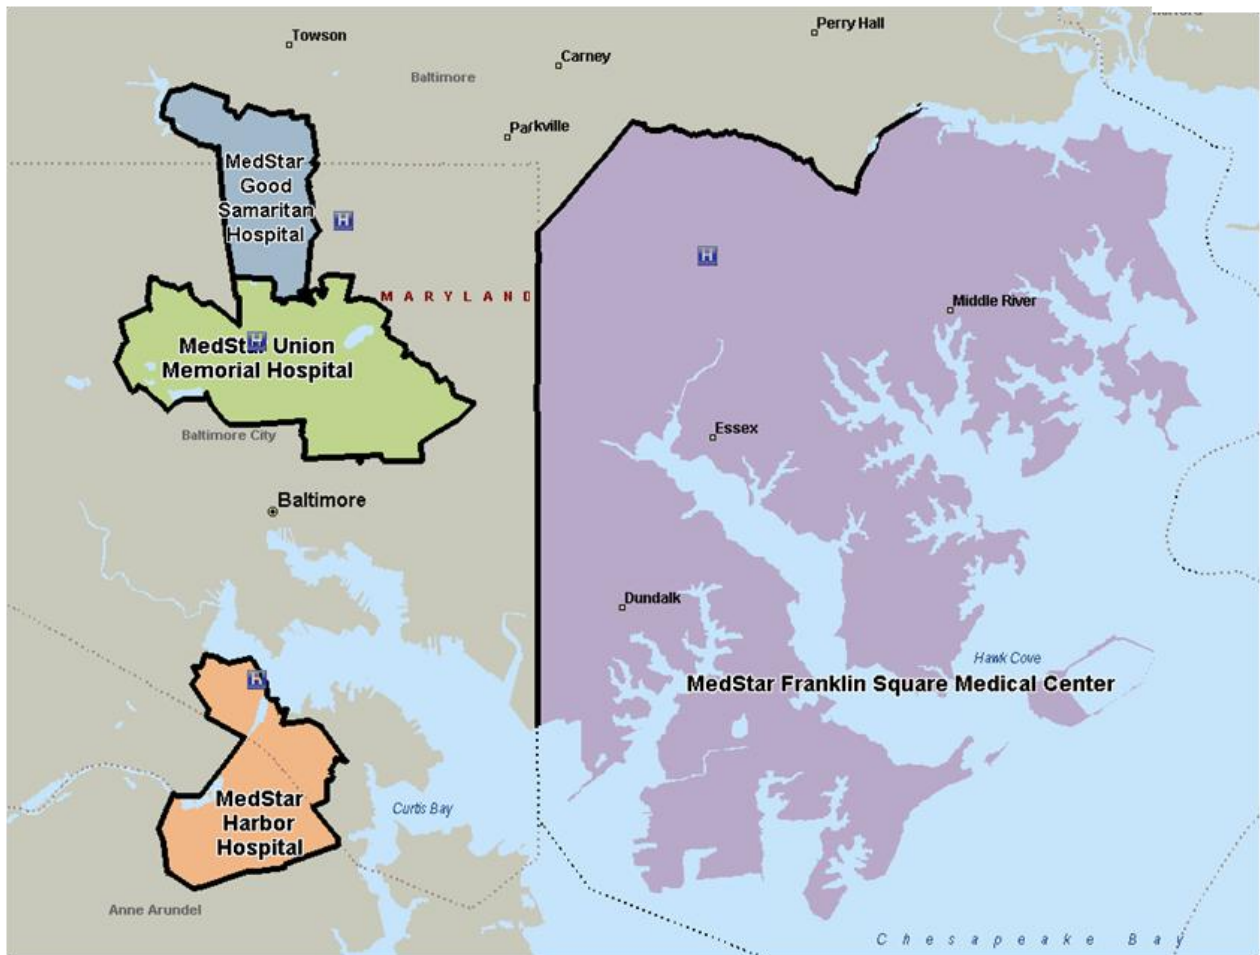 Towson
Perry Hall
Carney
Baltimore
Parkville
MedStar
Good
Samaritan
Hospital
H
H
MARYLAND
Middle River
H
MedStar Union
Memorial Hospital
Essex
Baltimore City
Baltimore
Dundalk
Hawk Cove
H
MedStar Franklin Square Medical Center
MedStar
Harbor
Hospital
Curtis Bay
Anne Arundel
Chesapeake Bay